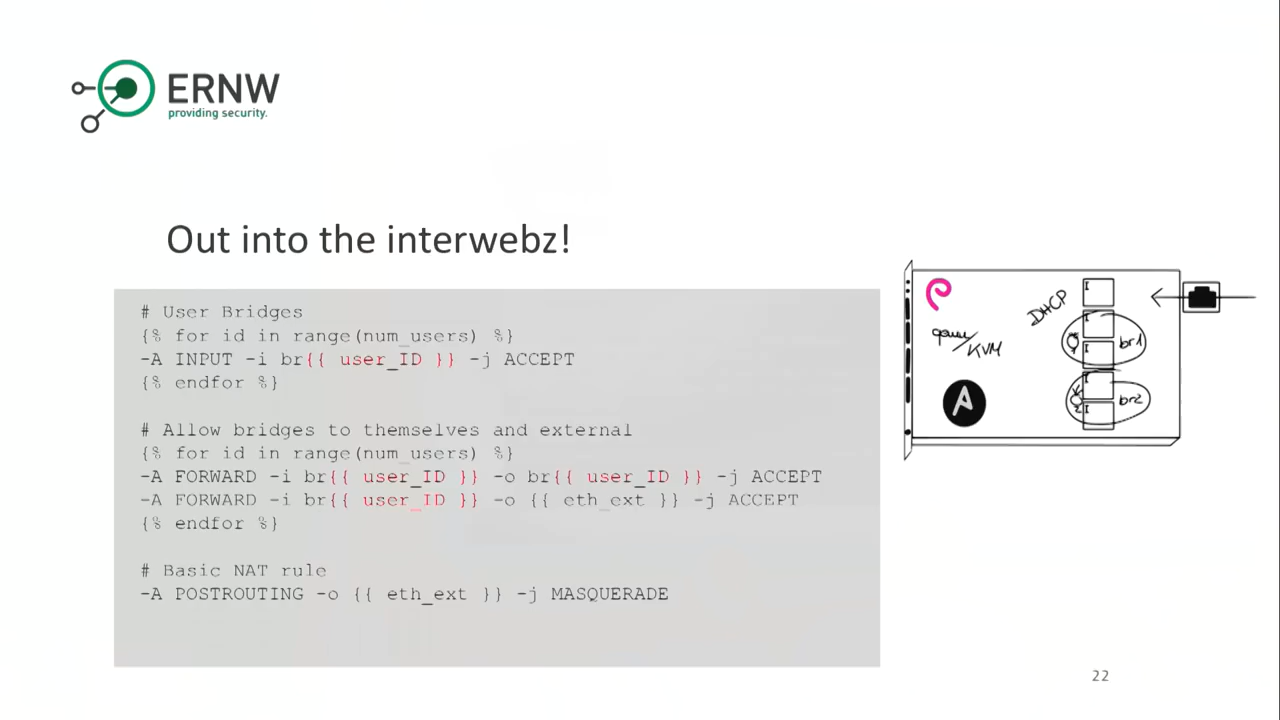 ERNW
providing security.
Out into the interwebz!
# User Bridges
{% for id in range(num_users) %}
-A INPUT -i br{{ user_ID }} -j ACCEPT
{% endfor %}
# Allow bridges to themselves and external
{% for id in range(num_users) %}
-A FORWARD -i br{{ user_ID }} -o br{{ user_ID }} -j ACCEPT
-A FORWARD -i br{{ user_ID }} -o {{ eth_ext }} -j ACCEPT
{% endfor %}
# Basic NAT rule
-A POSTROUTING -o {{ eth_ext }} -j MASQUERADE
DHCP
qemu/
KVM
br1
br2
22